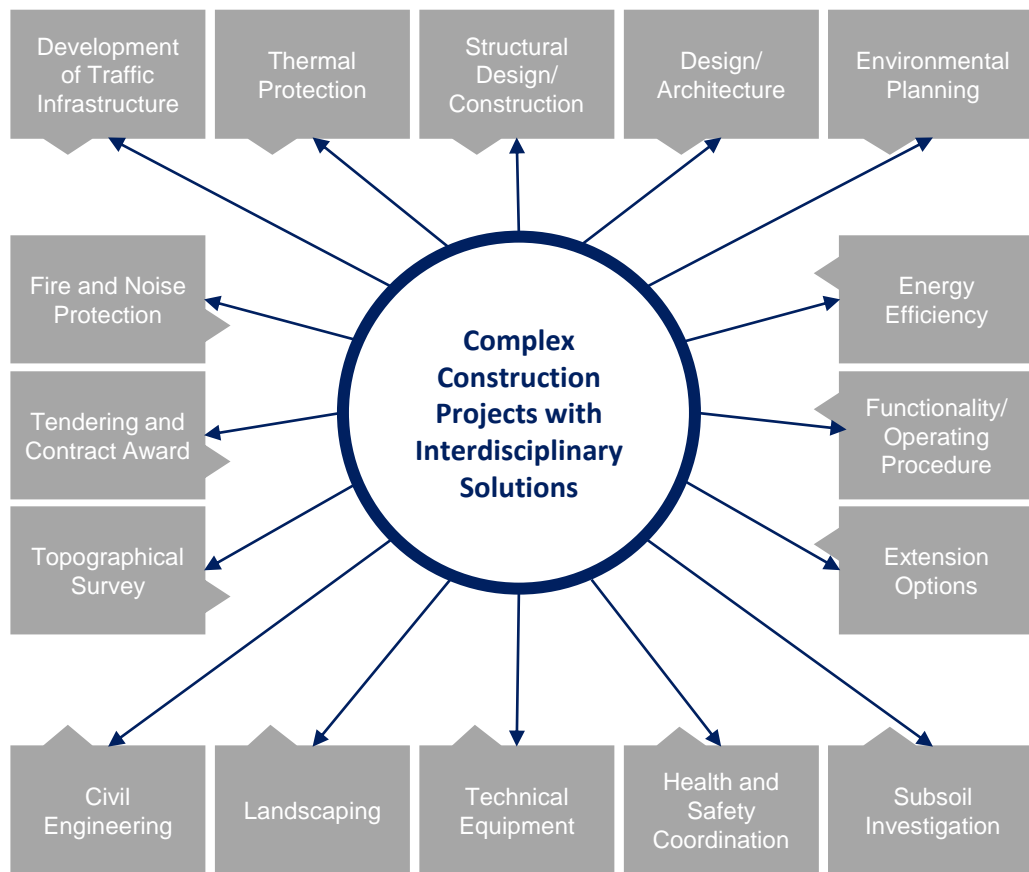 Development
of Traffic
Infrastructure
Thermal
Protection
Structural
Design/
Construction
Design/
Architecture
Environmental
Planning
Fire and Noise
Protection
Energy
Efficiency
Complex
Construction
Projects with
Interdisciplinary
Solutions
Tendering and
Contract Award
Functionality/
Operating
Procedure
Topographical
Survey
Extension
Options
Civil
Engineering
Landscaping
Technical
Equipment
Health and
Safety
Coordination
Subsoil
Investigation